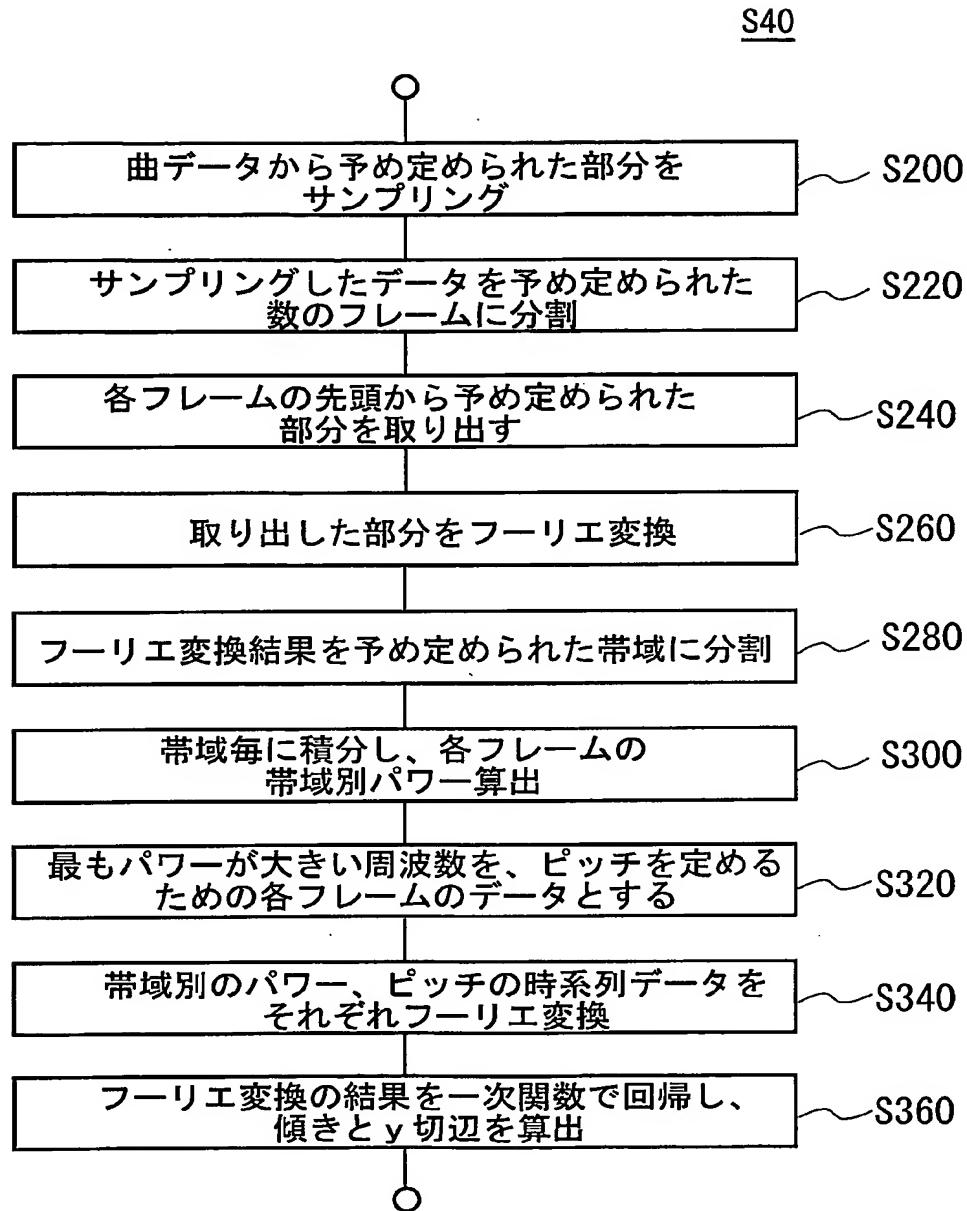 S40
曲データから予め定められた部分を
サンプリング
S200
サンプリングしたデータを予め定められた
数のフレームに分割
S220
各フレームの先頭から予め定められた
部分を取り出す
S240
取り出した部分をフーリエ変換
S260
フーリエ変換結果を予め定められた帯域に分割
S280
帯域毎に積分し、各フレームの
帯域別パワー算出
S300
最もパワーが大きい周波数を、ピッチを定める
ための各フレームのデータとする
S320
帯域別のパワー、ピッチの時系列データを
それぞれフーリエ変換
S340
フーリエ変換の結果を一次関数で回帰し、
傾きとy切辺を算出
S360